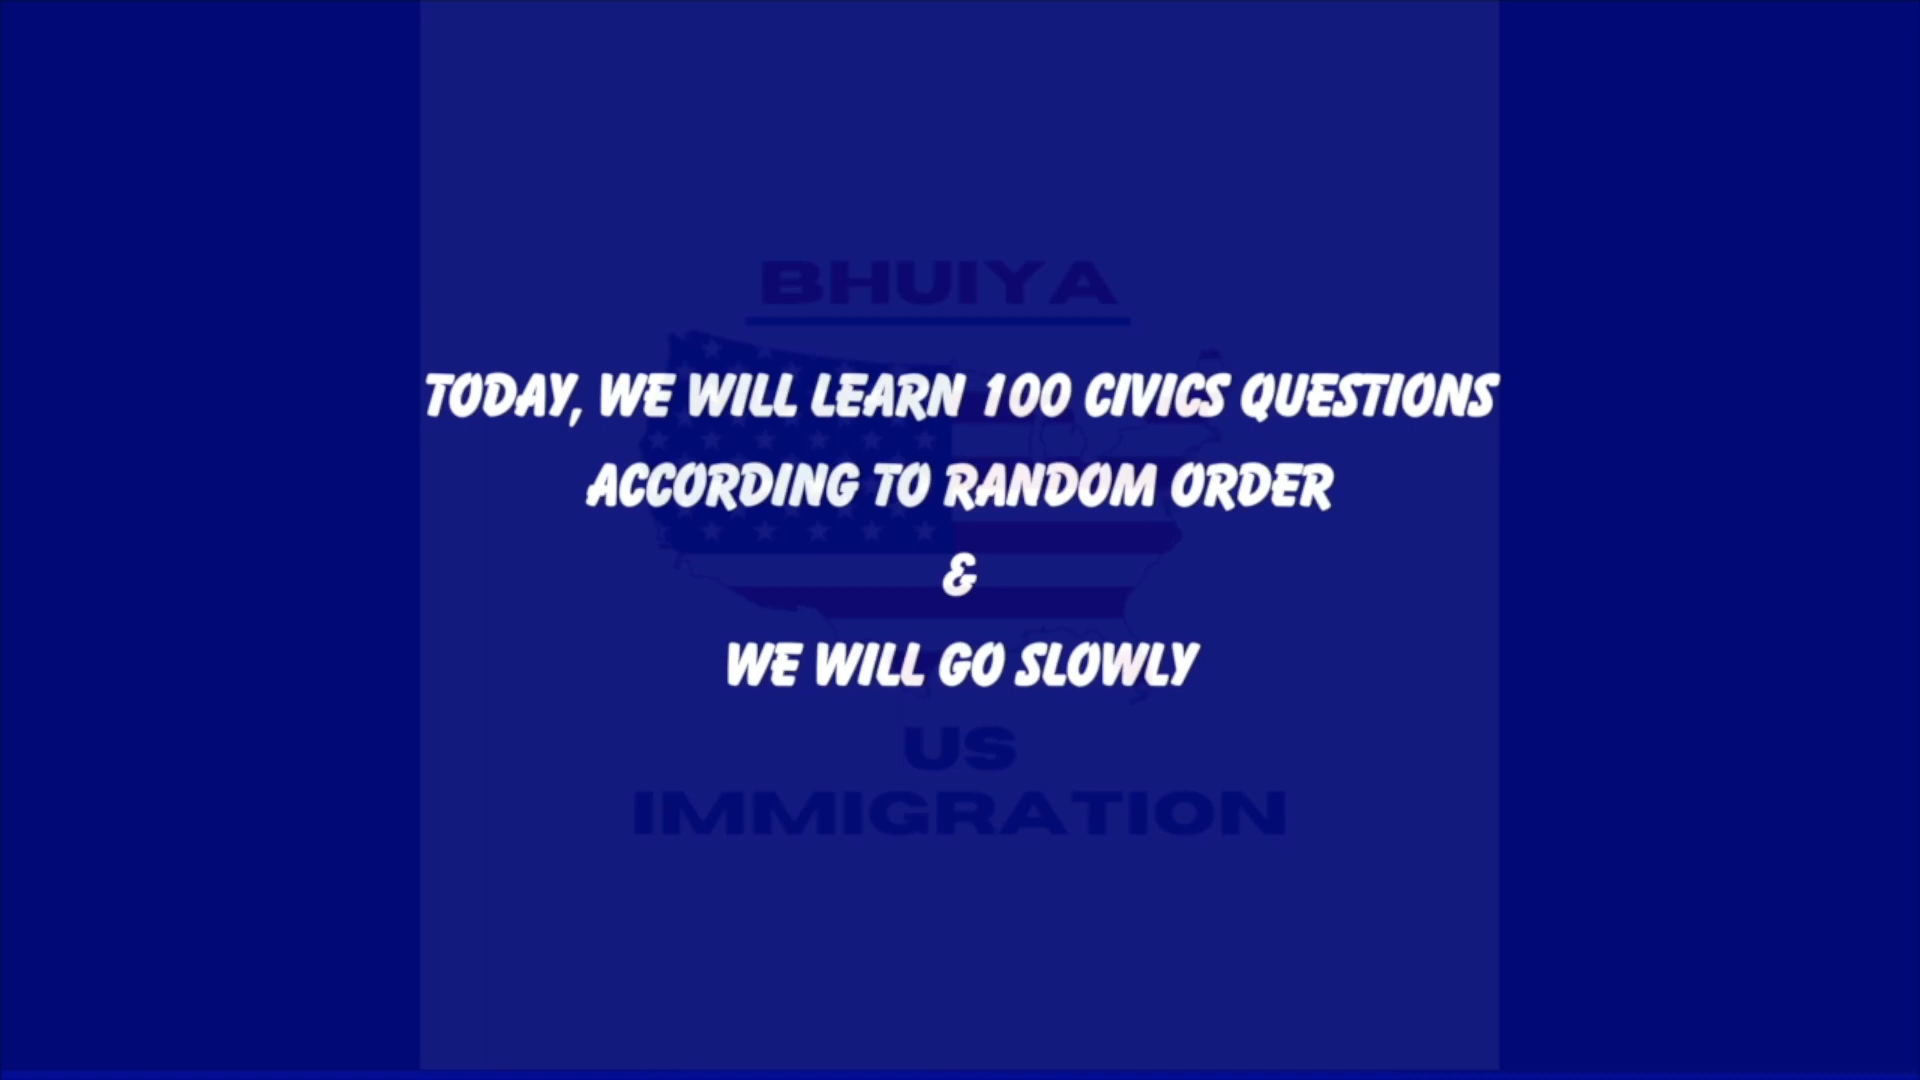 BHUIYA
TODAY, WE WILL LEARN 100 CIVICS QUESTIONS
ACCORDING TO RANDOM ORDER
&
WE WILL GO SLOWLY
US
IMMIGRATION